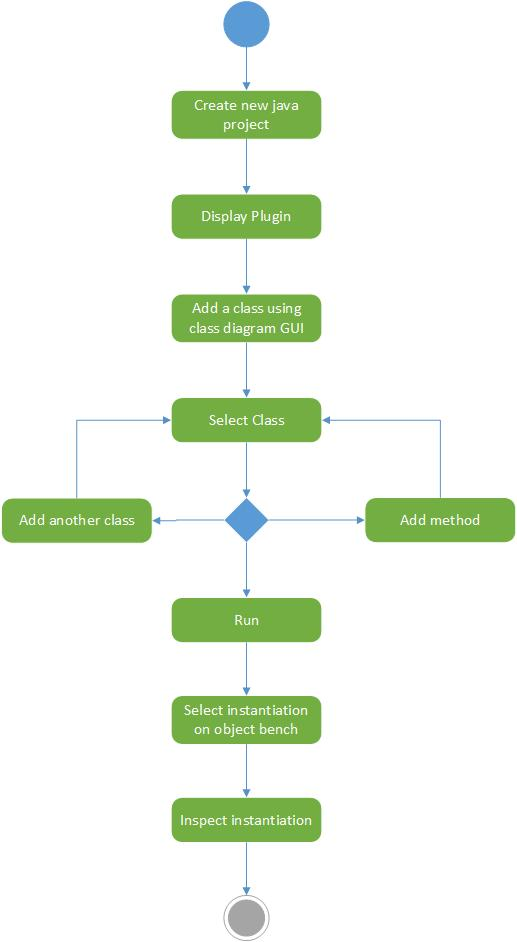 Create new java
project
Display Plugin
Add a class using
class diagram GUI
Select Class
Add another class
Add method
Run
Select instantiation
on object bench
Inspect instantiation